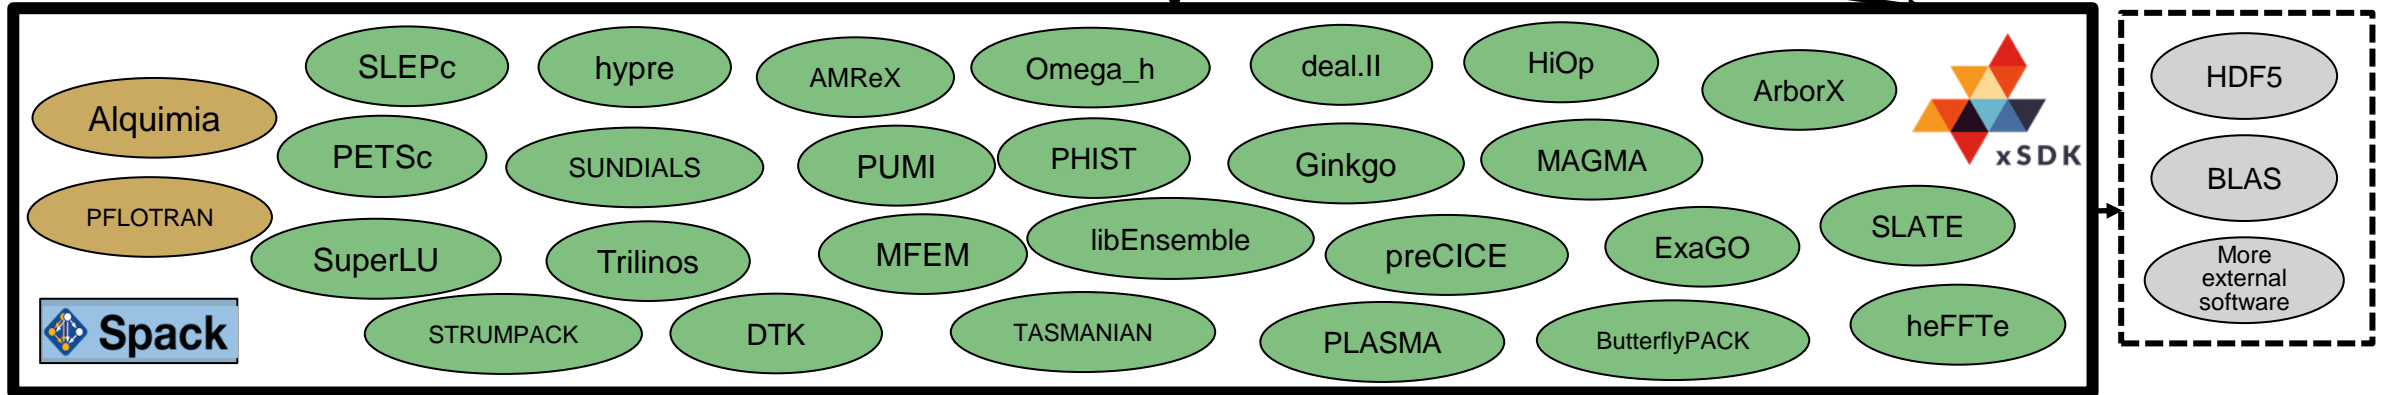 SLEPc
hypre
AMReX
Omega_h
deal.II
HiOp
ArborX
Alquimia
PETSc
SUNDIALS
PUMI
PHIST
Ginkgo
MAGMA
xSDK
PFLOTRAN
SuperLU
Trilinos
MFEM
libEnsemble
preCICE
ExaGO
SLATE
Spack
STRUMPACK
DTK
TASMANIAN
PLASMA
ButterflyPACK
heFFTe
HDF5
BLAS
More
external
software